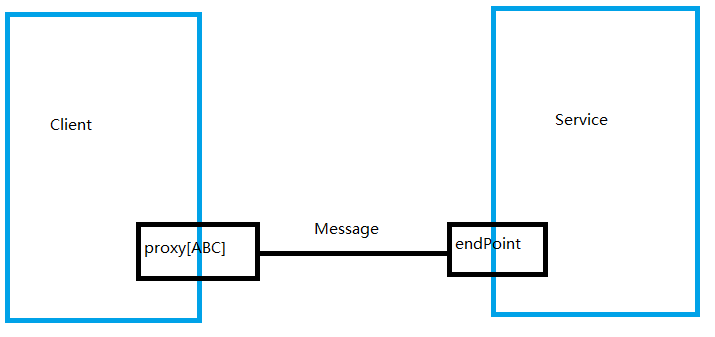 Client
Service
Message
proxy[ABC]
endPoint